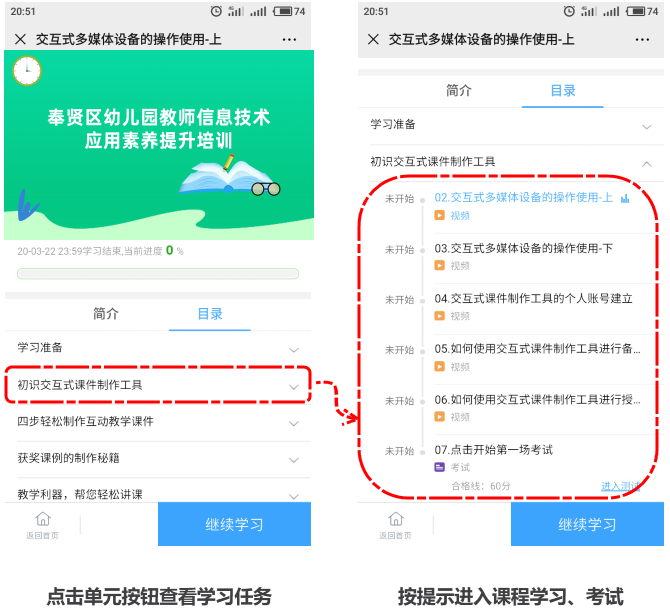 20:51
4G
74
交互式多媒体设备的操作使用-上
奉贤区幼儿园教师信息技术
应用素养提升培训
20-03-22 23:59学习结束,当前进度 0 %
简介
目录
学习准备
初识交互式课件制作工具
四步轻松制作互动教学课件
获奖课例的制作秘籍
教学利器，帮您轻松讲课
返回首页
继续学习
点击单元按钮查看学习任务
20:51
4G
74
交互式多媒体设备的操作使用-上
简介
目录
学习准备
初识交互式课件制作工具
未开始
02.交互式多媒体设备的操作使用-上
视频
未开始
03.交互式多媒体设备的操作使用-下
视频
未开始
04.交互式课件制作工具的个人账号建立
视频
未开始
05.如何使用交互式课件制作工具进行备...
视频
未开始
06.如何使用交互式课件制作工具进行授...
视频
未开始
07.点击开始第一场考试
考试
合格线：60分
进入测试
返回首页
继续学习
按提示进入课程学习、考试